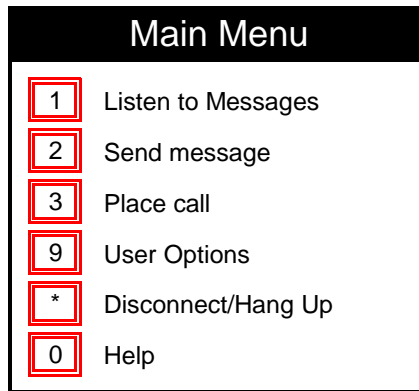 Main Menu
1 Listen to Messages
2 Send message
3 Place call
9 User Options
* Disconnect/Hang Up
0 Help